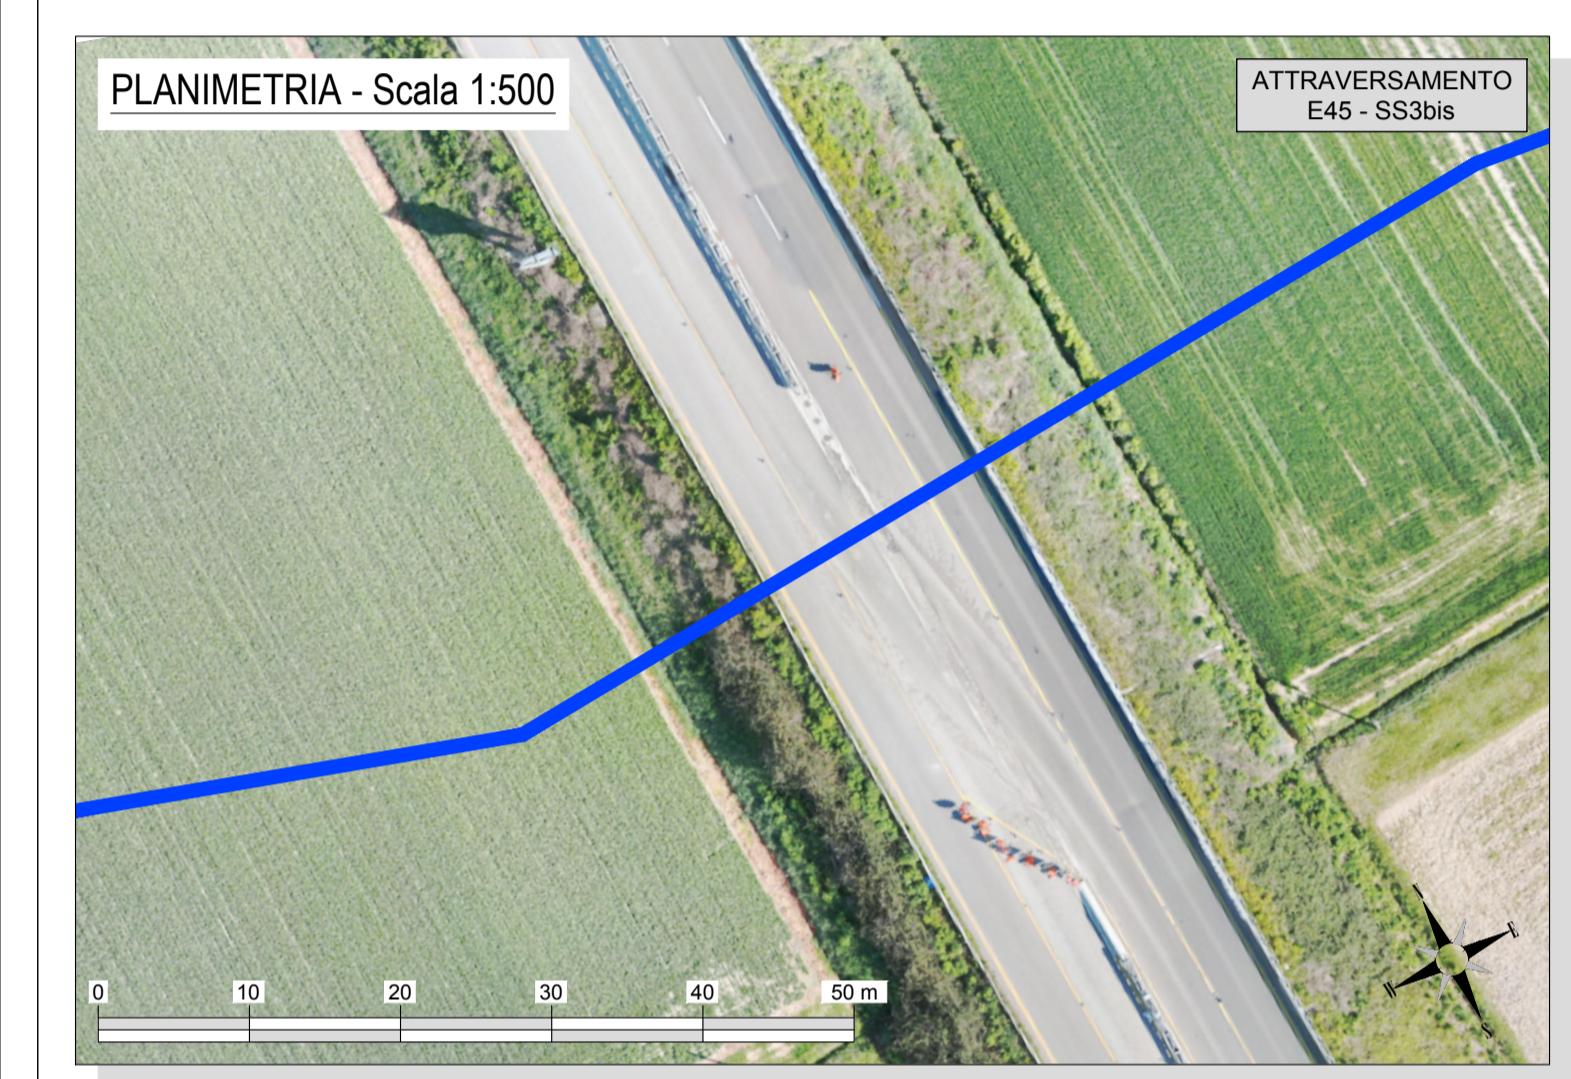 PLANIMETRIA - Scala 1:500
ATTRAVERSAMENTO
E45 - SS3bis
0 10 20 30 40 50 m
E
S